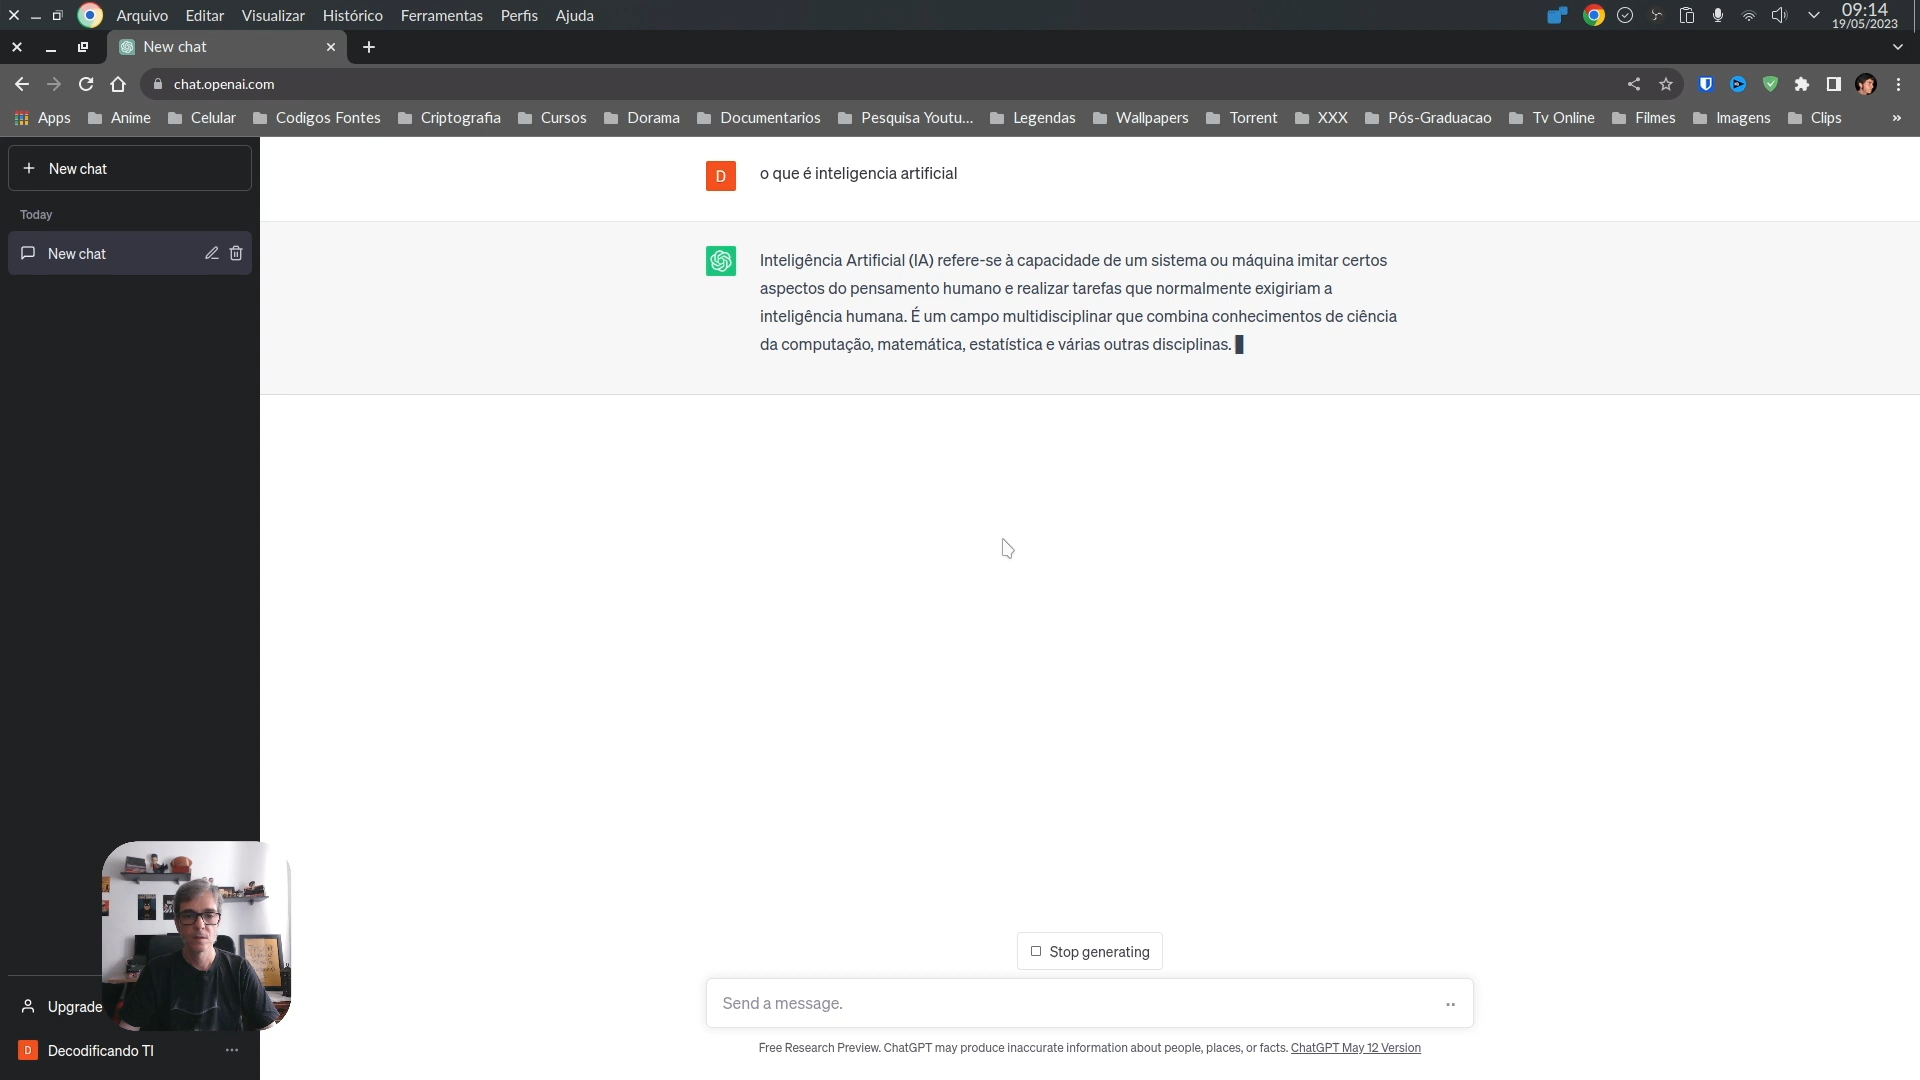 Arquivo Editar Visualizar Histórico Ferramentas Perfis Ajuda
09:14
19/05/2023
New chat
chat.openai.com
Apps Anime Celular Codigos Fontes Criptografia Cursos Dorama Documentarios Pesquisa Youtu... Legendas Wallpapers Torrent XXX Pós-Graduacao Tv Online Filmes Imagens Clips »
+ New chat
Today
New chat
D
o que é inteligencia artificial
Inteligência Artificial (IA) refere-se à capacidade de um sistema ou máquina imitar certos
aspectos do pensamento humano e realizar tarefas que normalmente exigiriam a
inteligência humana. É um campo multidisciplinar que combina conhecimentos de ciência
da computação, matemática, estatística e várias outras disciplinas.
Stop generating
Send a message.
Free Research Preview. ChatGPT may produce inaccurate information about people, places, or facts. ChatGPT May 12 Version
Upgrade
D Decodificando TI